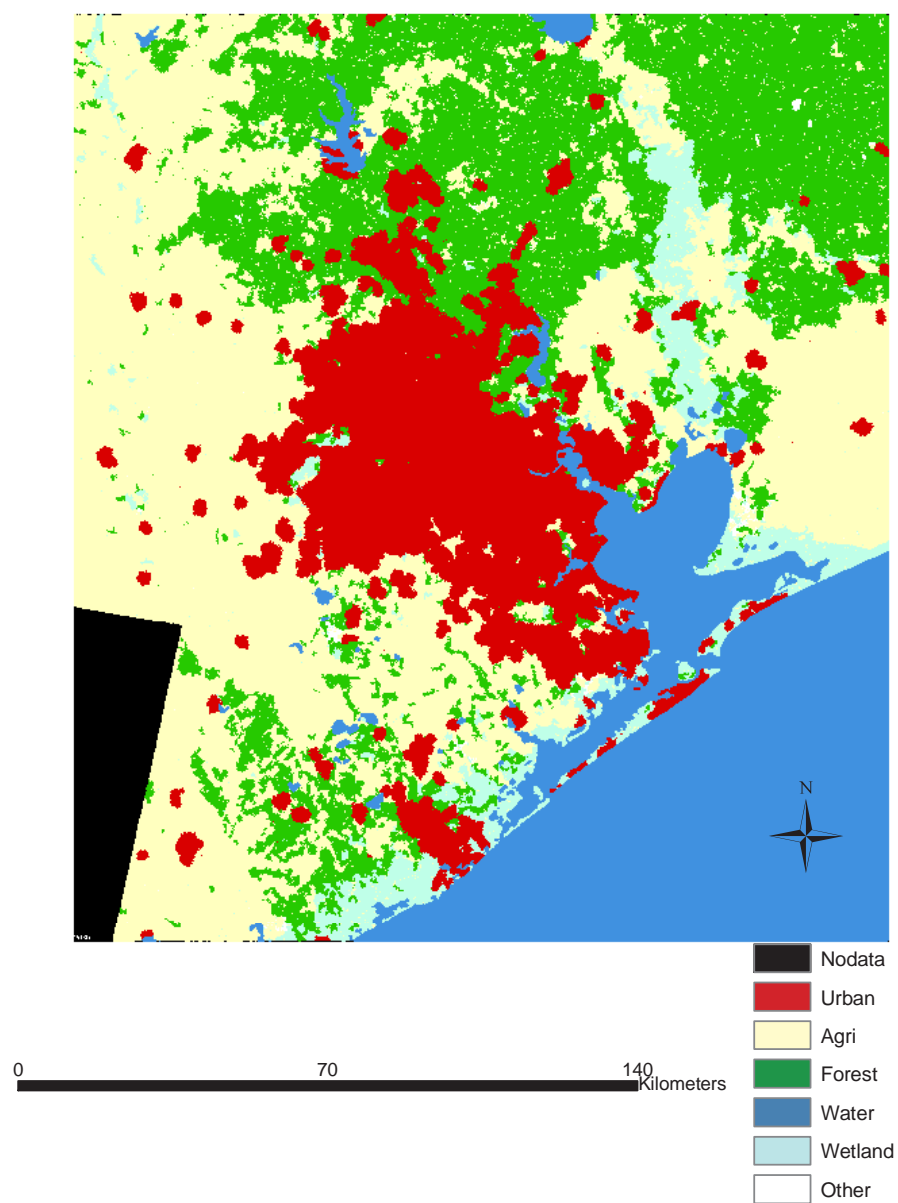 N
Nodata
Urban
Agri
Forest
Water
Wetland
Other
0 70 140
Kilometers